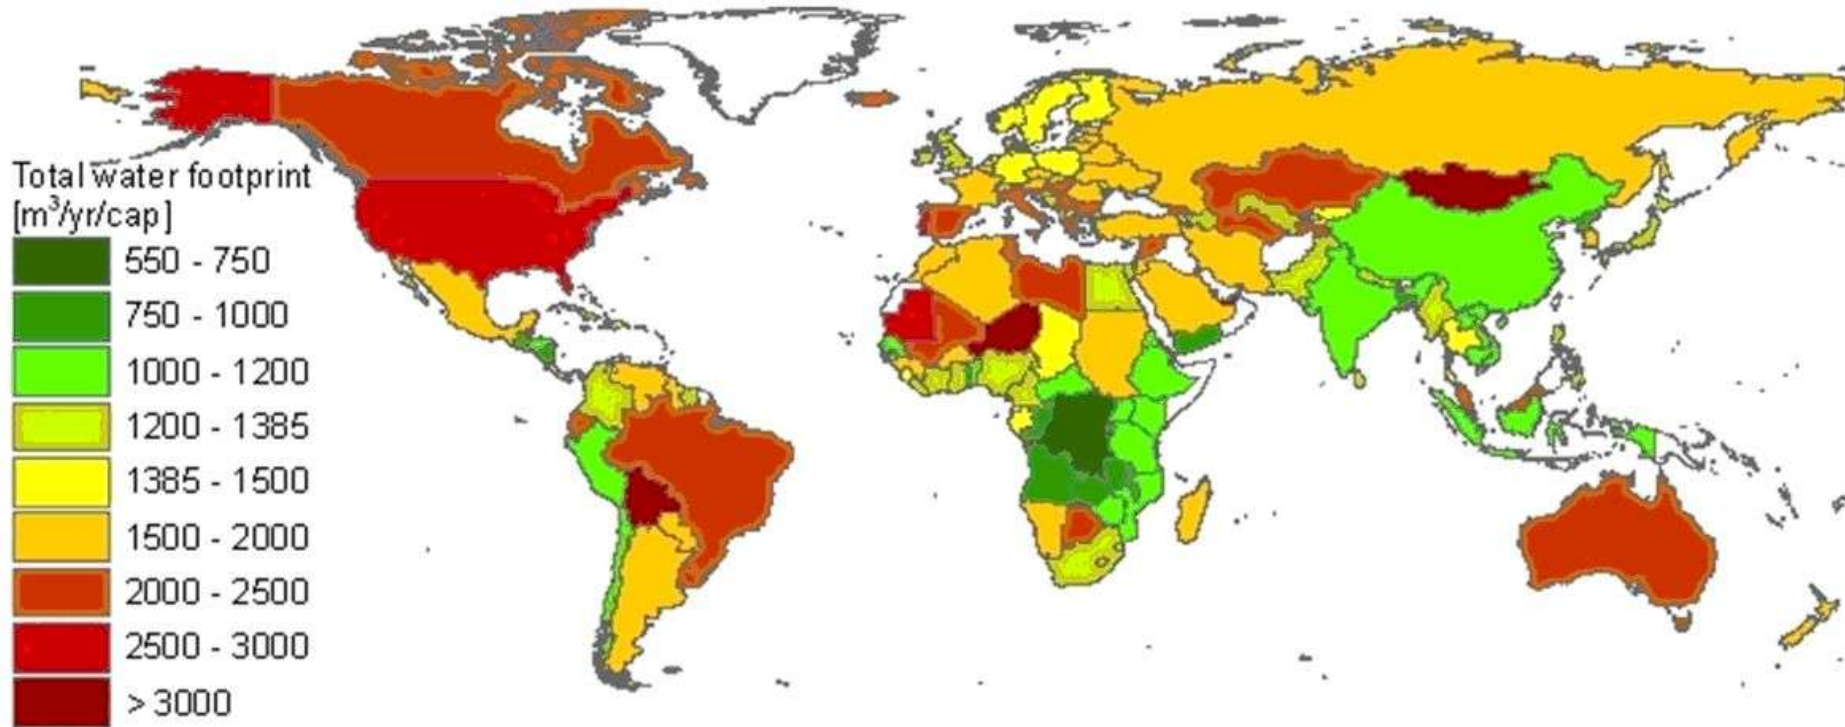 Total water footprint
[m³/yr/cap]
550 - 750
750 - 1000
1000 - 1200
1200 - 1385
1385 - 1500
1500 - 2000
2000 - 2500
2500 - 3000
> 3000